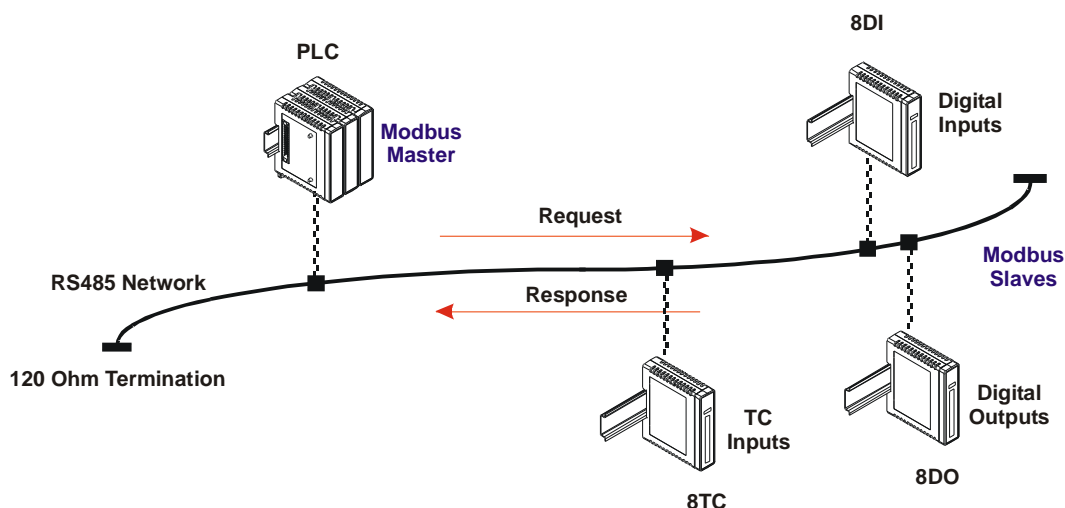 8DI
PLC
Digital
Inputs
Modbus
Master
Request
Modbus
Slaves
RS485 Network
Response
120 Ohm Termination
TC
Inputs
Digital
Outputs
8DO
8TC